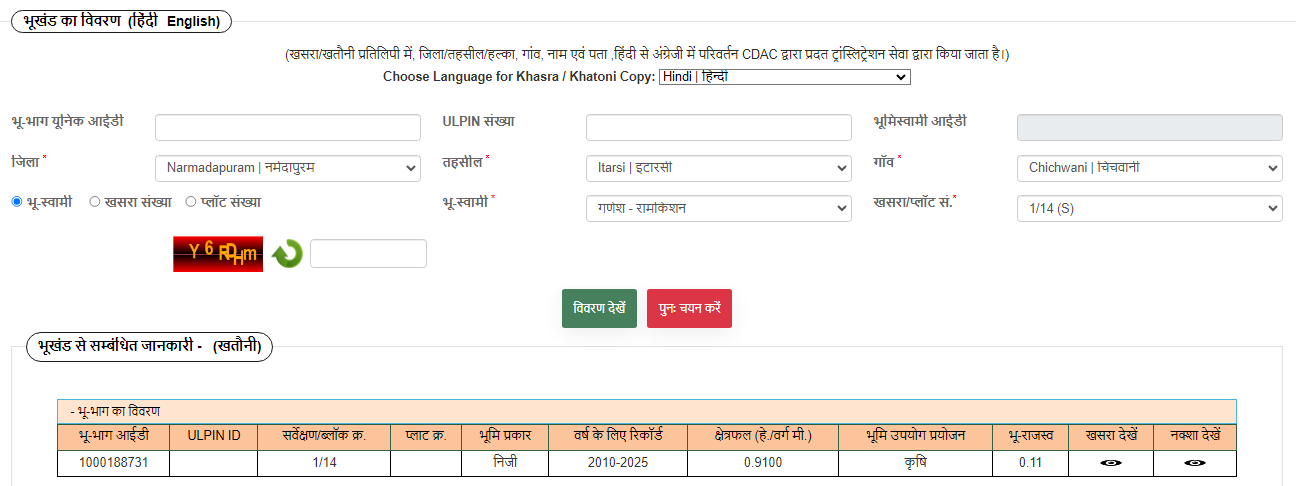 भूखंड का विवरण (हिंदी English)
(खसरा/खतौनी प्रतिलिपी में, जिला/तहसील/हल्का, गांव, नाम एवं पता ,हिंदी से अंग्रेजी में परिवर्तन CDAC द्वारा प्रदत ट्रांस्लिट्रेशन सेवा द्वारा किया जाता है।)
Choose Language for Khasra / Khatoni Copy: Hindi | हिन्दी
भू-भाग यूनिक आईडी ULPIN संख्या भूमिस्वामी आईडी
जिला * Narmadapuram | नर्मदापुरम तहसील * Itarsi | इटारसी गाँव * Chichwani | चिचवानी
भू-स्वामी खसरा संख्या प्लॉट संख्या भू-स्वामी * गणेश - रामकिशन खसरा/प्लॉट सं.* 1/14 (S)
Y6RDHm
विवरण देखें पुनः चयन करें
भूखंड से सम्बंधित जानकारी - (खतौनी)
- भू-भाग का विवरण
भू-भाग आईडी ULPIN ID सर्वेक्षण/ब्लॉक क्र. प्लाट क्र. भूमि प्रकार वर्ष के लिए रिकॉर्ड क्षेत्रफल (हे./वर्ग मी.) भूमि उपयोग प्रयोजन भू-राजस्व खसरा देखें नक्शा देखें
1000188731 1/14 निजी 2010-2025 0.9100 कृषि 0.11